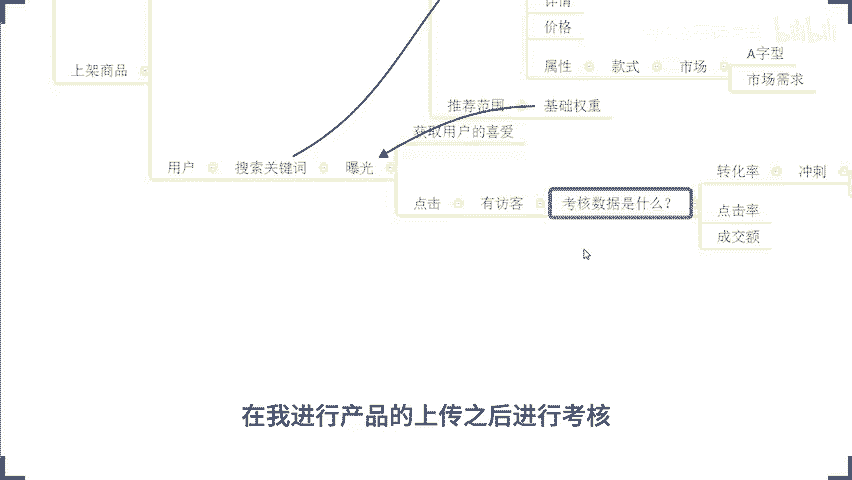 详情
价格
上架商品
属性
款式
市场
A字型
市场需求
推荐范围
基础权重
获取用户的喜爱
用户
搜索关键词
曝光
点击
有访客
考核数据是什么?
转化率
冲刺
点击率
成交额
在我进行产品的上传之后进行考核